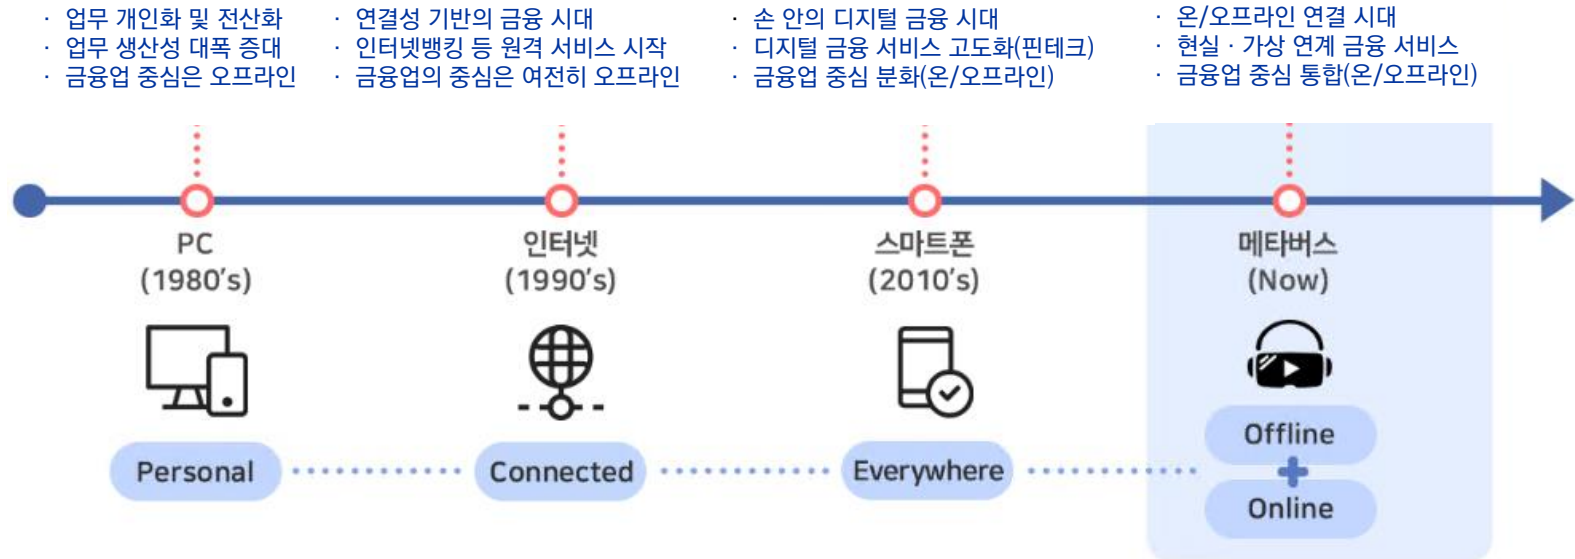 · 업무 개인화 및 전산화
· 업무 생산성 대폭 증대
· 금융업 중심은 오프라인
· 연결성 기반의 금융 시대
· 인터넷뱅킹 등 원격 서비스 시작
· 금융업의 중심은 여전히 오프라인
· 손 안의 디지털 금융 시대
· 디지털 금융 서비스 고도화(핀테크)
· 금융업 중심 분화(온/오프라인)
· 온/오프라인 연결 시대
· 현실 · 가상 연계 금융 서비스
· 금융업 중심 통합(온/오프라인)
PC
(1980's)
인터넷
(1990's)
스마트폰
(2010's)
메타버스
(Now)
Personal
Connected
Everywhere
Offline
+
Online